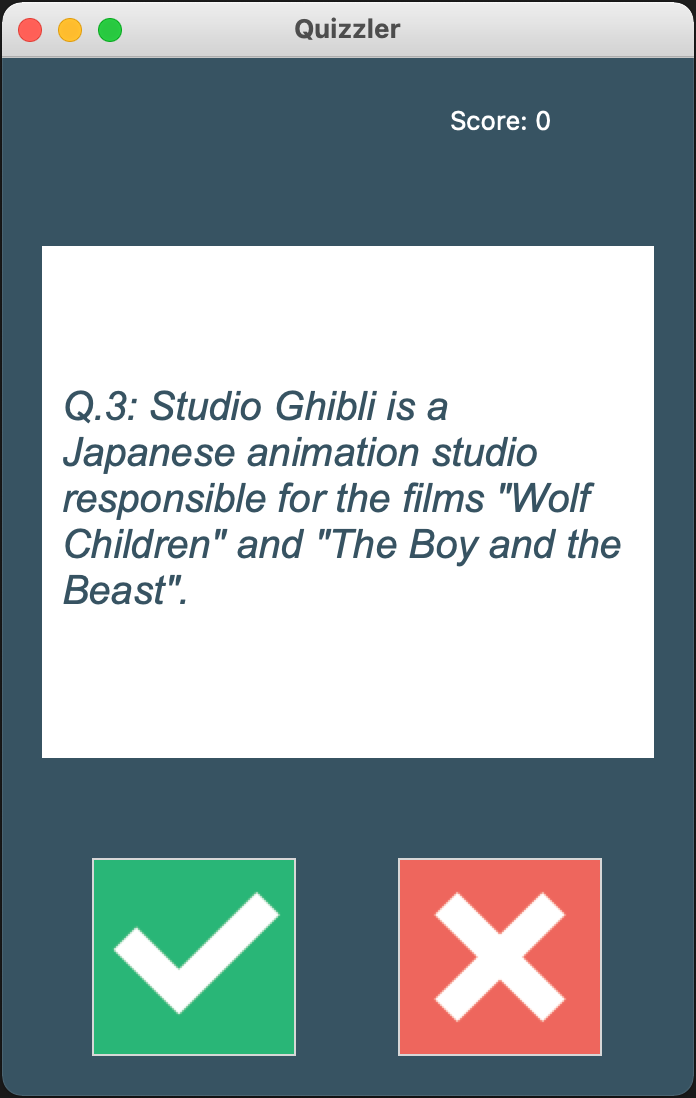 Quizzler
Score: 0
Q.3: Studio Ghibli is a
Japanese animation studio
responsible for the films "Wolf
Children" and "The Boy and the
Beast".